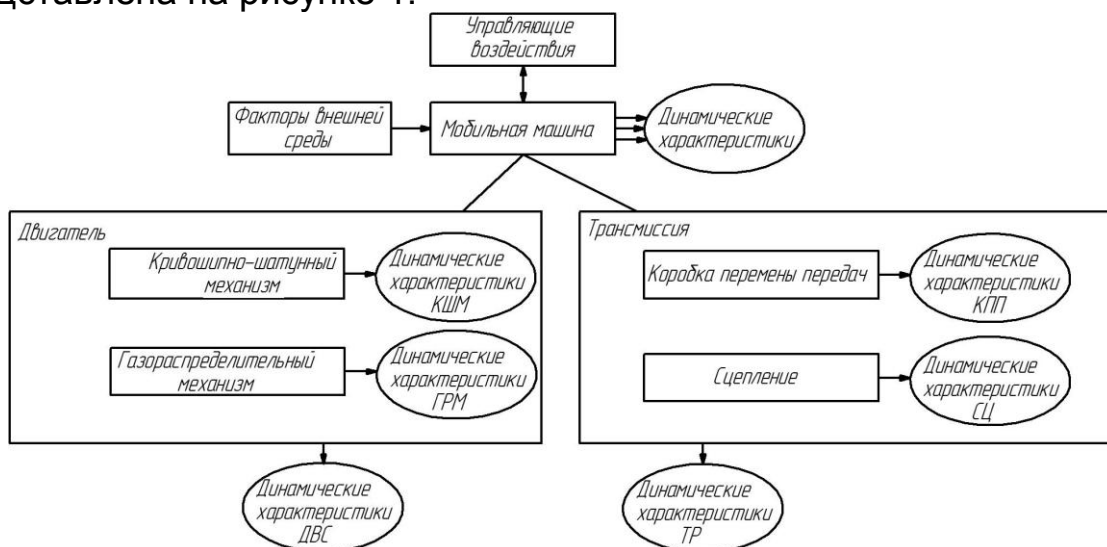 на рисунке
Управляющие
воздействия
Факторы внешней
среды
Мобильная машина
Динамические
характеристики
Двигатель
Кривошипно-шатунный
механизм
Динамические
характеристики
КШМ
Газораспределительный
механизм
Динамические
характеристики
ГРМ
Динамические
характеристики
ДВС
Трансмиссия
Коробка перемены передач
Динамические
характеристики
КПП
Сцепление
Динамические
характеристики
СЦ
Динамические
характеристики
ТР